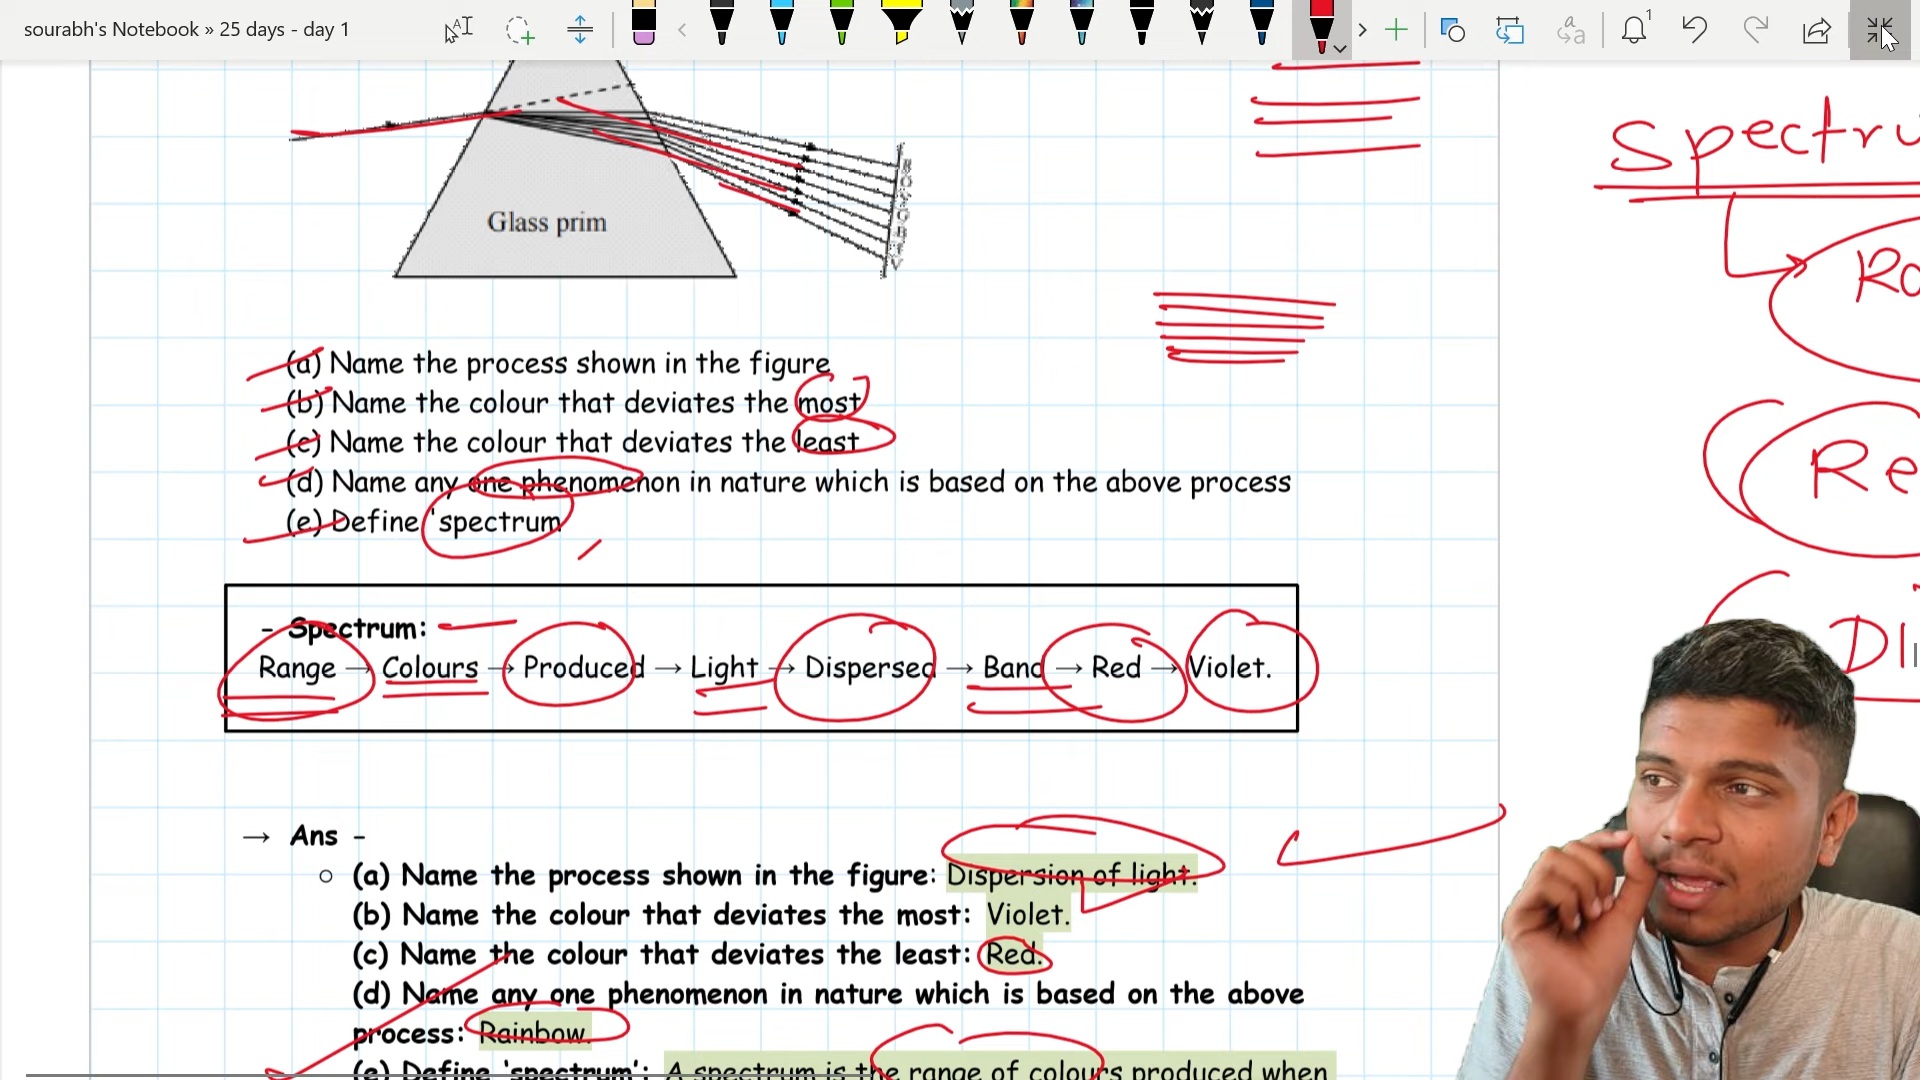 sourabh's Notebook » 25 days - day 1
Spectru
Glass prim
Re
(a) Name the process shown in the figure
(b) Name the colour that deviates the most
(c) Name the colour that deviates the least
(d) Name any one phenomenon in nature which is based on the above process
(e) Define 'spectrum
- Spectrum:
Range → Colours → Produced → Light → Dispersed → Band → Red → Violet.
→ Ans -
○ (a) Name the process shown in the figure: Dispersion of light.
(b) Name the colour that deviates the most: Violet.
(c) Name the colour that deviates the least: Red.
(d) Name any one phenomenon in nature which is based on the above
process: Rainbow.
(e) Define 'spectrum': A spectrum is the range of colours produced when